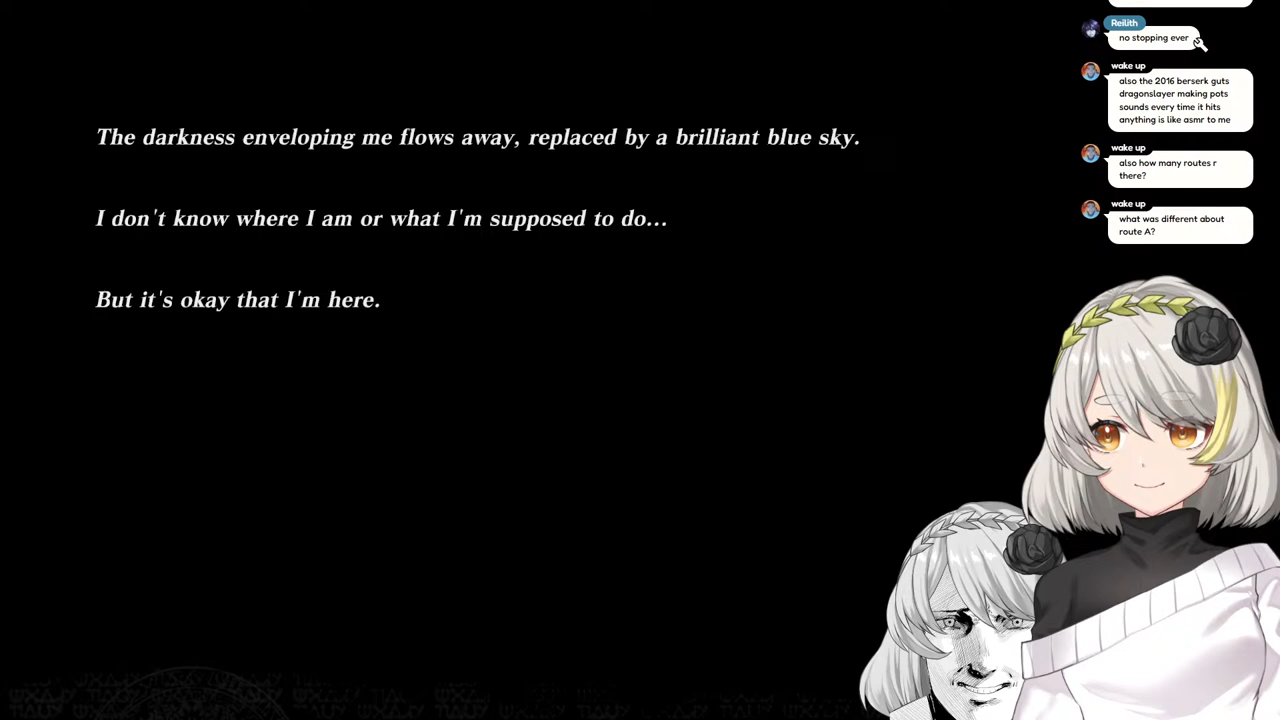 The darkness enveloping me flows away, replaced by a brilliant blue sky.
I don't know where I am or what I'm supposed to do...
But it's okay that I'm here.
Reilith
no stopping ever
wake up
also the 2016 berserk guts
dragonslayer making pots
sounds every time it hits
anything is like asmr to me
wake up
also how many routes r
there?
wake up
what was different about
route A?